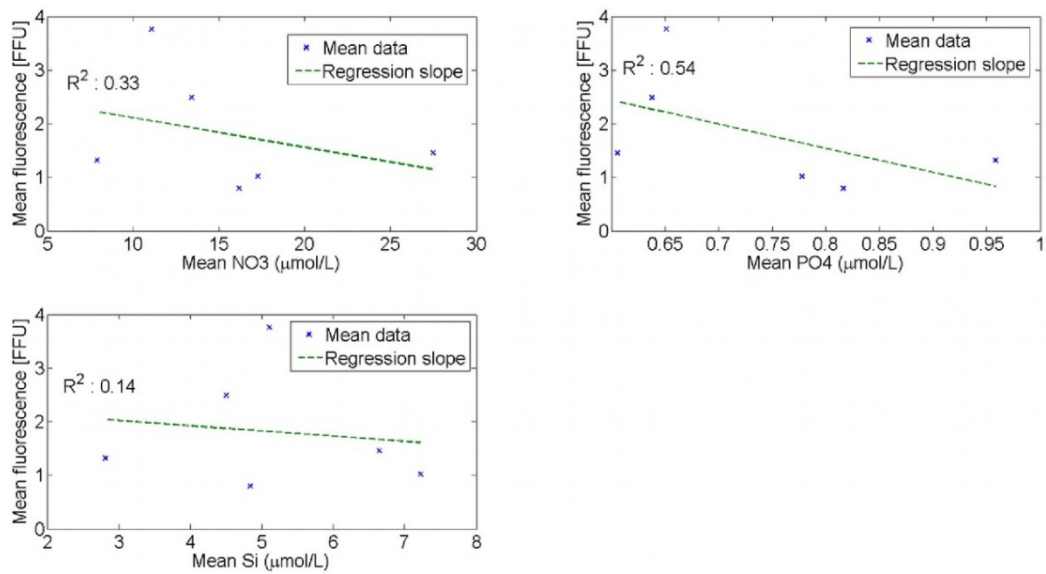 4
3
2
1
0
Mean fluorescence [FFU]
R2 : 0.33
Mean data
Regression slope
5 10 15 20 25 30
Mean NO3 (μmol/L)
4
3
2
1
0
Mean fluorescence [FFU]
R2 : 0.54
Mean data
Regression slope
0.65 0.7 0.75 0.8 0.85 0.9 0.95 1
Mean PO4 (μmol/L)
4
3
2
1
0
Mean fluorescence [FFU]
R2 : 0.14
Mean data
Regression slope
2 3 4 5 6 7 8
Mean Si (μmol/L)